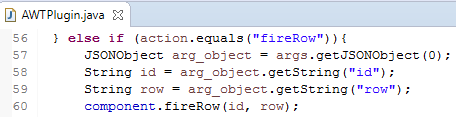 AWTPlugin.java
56 } else if (action.equals("fireRow")){
57 JSONObject arg_object = args.getJSONObject(0);
58 String id = arg_object.getString("id");
59 String row = arg_object.getString("row");
60 component.fireRow(id, row);